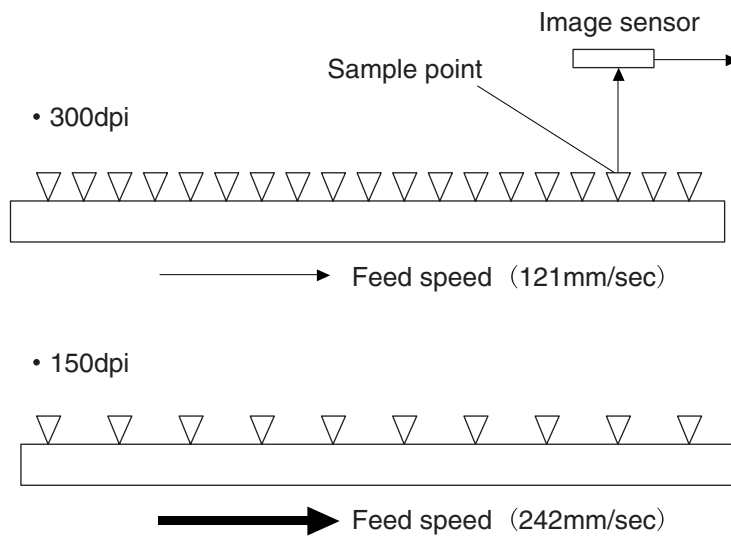 Image sensor
Sample point
・300dpi
Feed speed（121mm/sec）
・150dpi
Feed speed（242mm/sec）